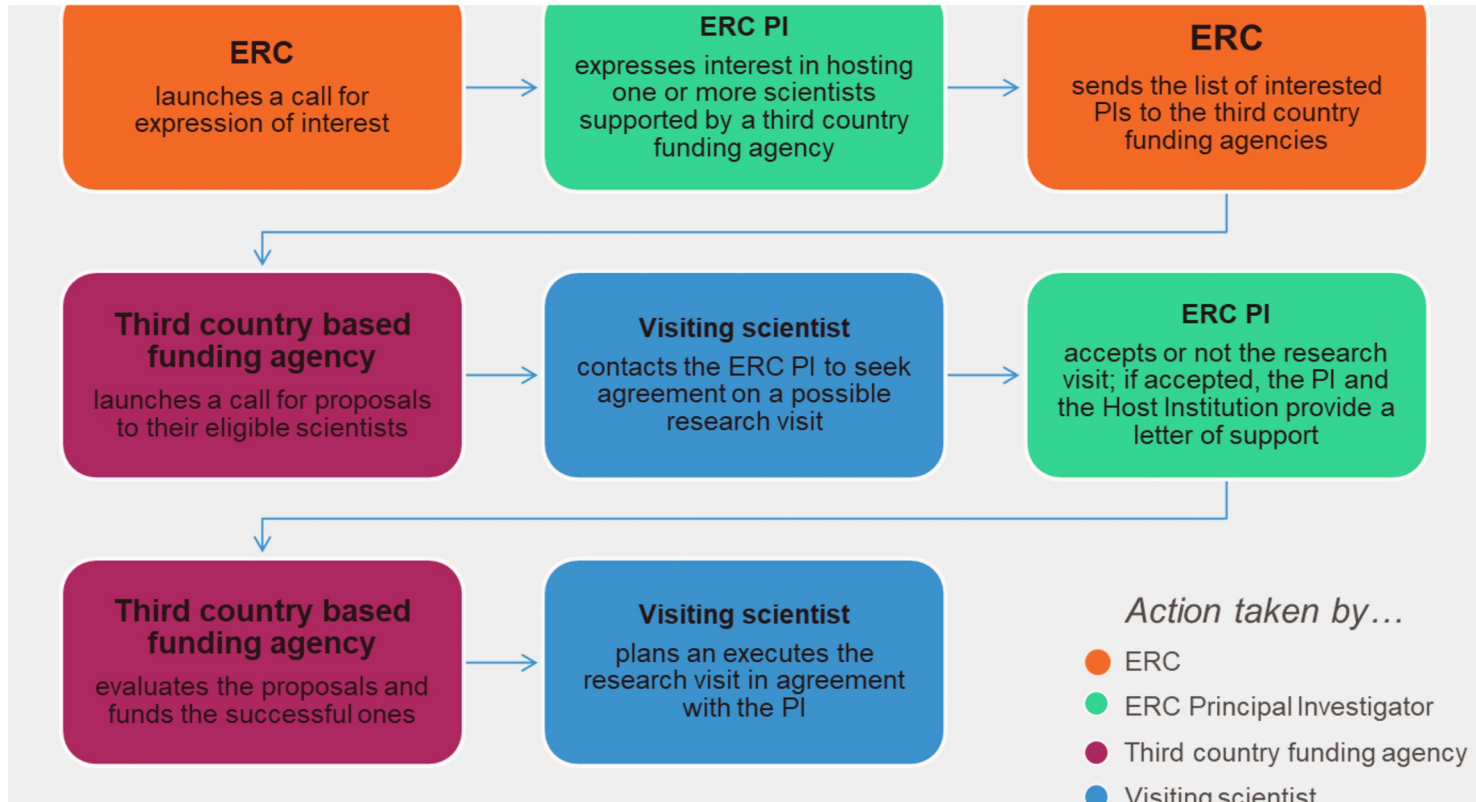 ERC
launches a call for
expression of interest
ERC PI
expresses interest in hosting
one or more scientists
supported by a third country
funding agency
ERC
sends the list of interested
PIs to the third country
funding agencies
Third country based
funding agency
launches a call for proposals
to their eligible scientists
Visiting scientist
contacts the ERC PI to seek
agreement on a possible
research visit
ERC PI
accepts or not the research
visit; if accepted, the PI and
the Host Institution provide a
letter of support
Third country based
funding agency
evaluates the proposals and
funds the successful ones
Visiting scientist
plans an executes the
research visit in agreement
with the PI
Action taken by…
ERC
ERC Principal Investigator
Third country funding agency
Visiting scientist